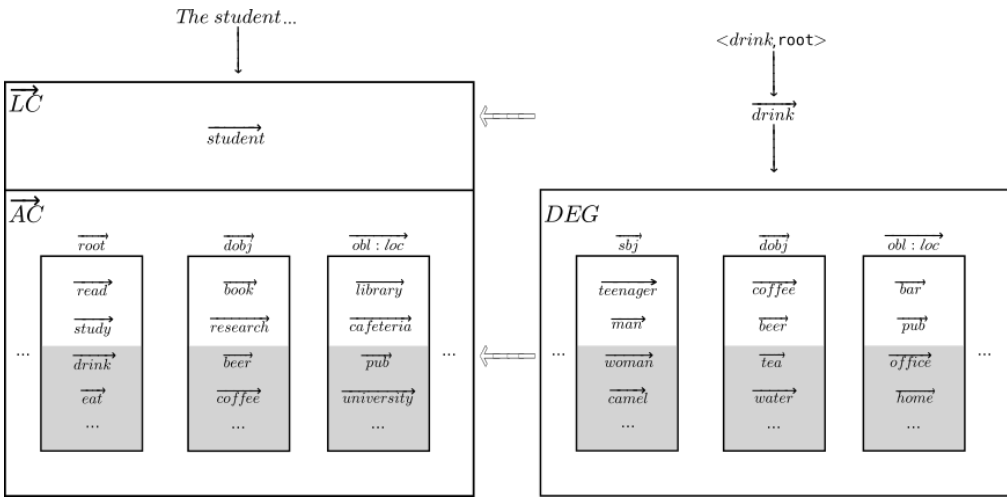 The student...
<drink,root>
LC
student
drink
AC
root dobj obl : loc
read book library
study research cafeteria
... drink beer pub ...
eat coffee university
... ... ...
DEG
sbj dobj obl : loc
teenager coffee bar
man beer pub
... woman tea office ...
camel water home
... ... ...